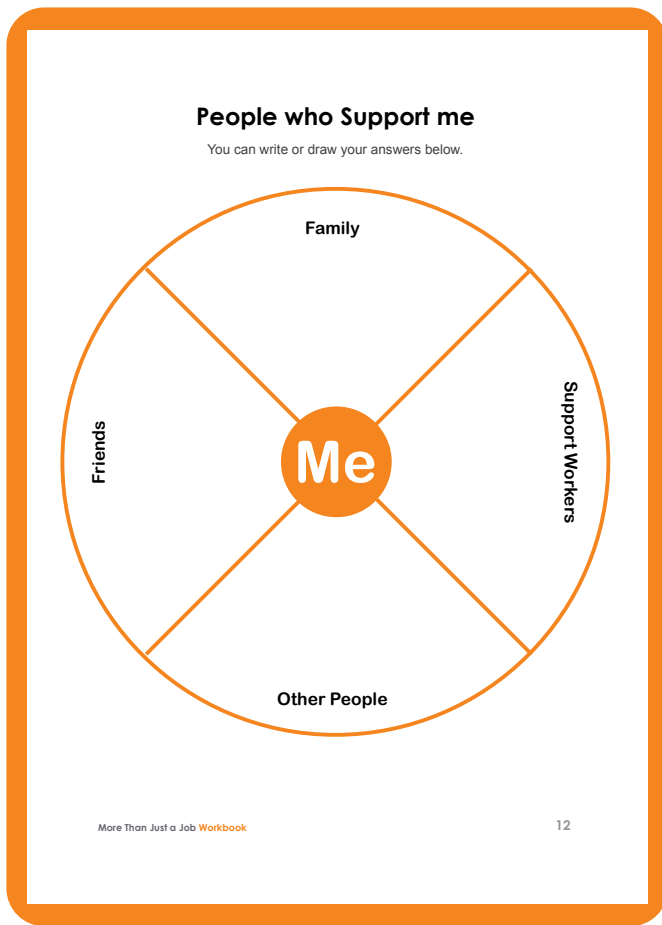 People who Support me
You can write or draw your answers below.
Family
Friends
Me
Support Workers
Other People
More Than Just a Job Workbook
12